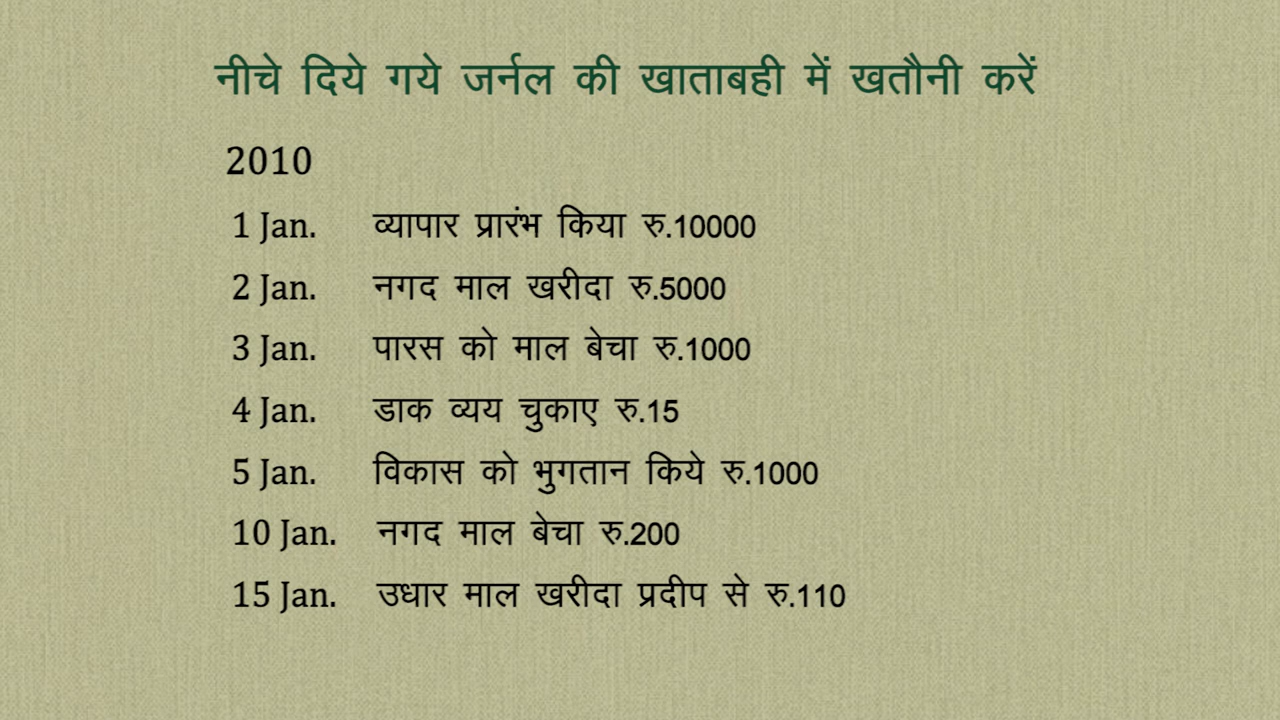 नीचे दिये गये जर्नल की खाताबही में खतौनी करें
2010
1 Jan. व्यापार प्रारंभ किया रु.10000
2 Jan. नगद माल खरीदा रु.5000
3 Jan. पारस को माल बेचा रु.1000
4 Jan. डाक व्यय चुकाए रु.15
5 Jan. विकास को भुगतान किये रु.1000
10 Jan. नगद माल बेचा रु.200
15 Jan. उधार माल खरीदा प्रदीप से रु.110